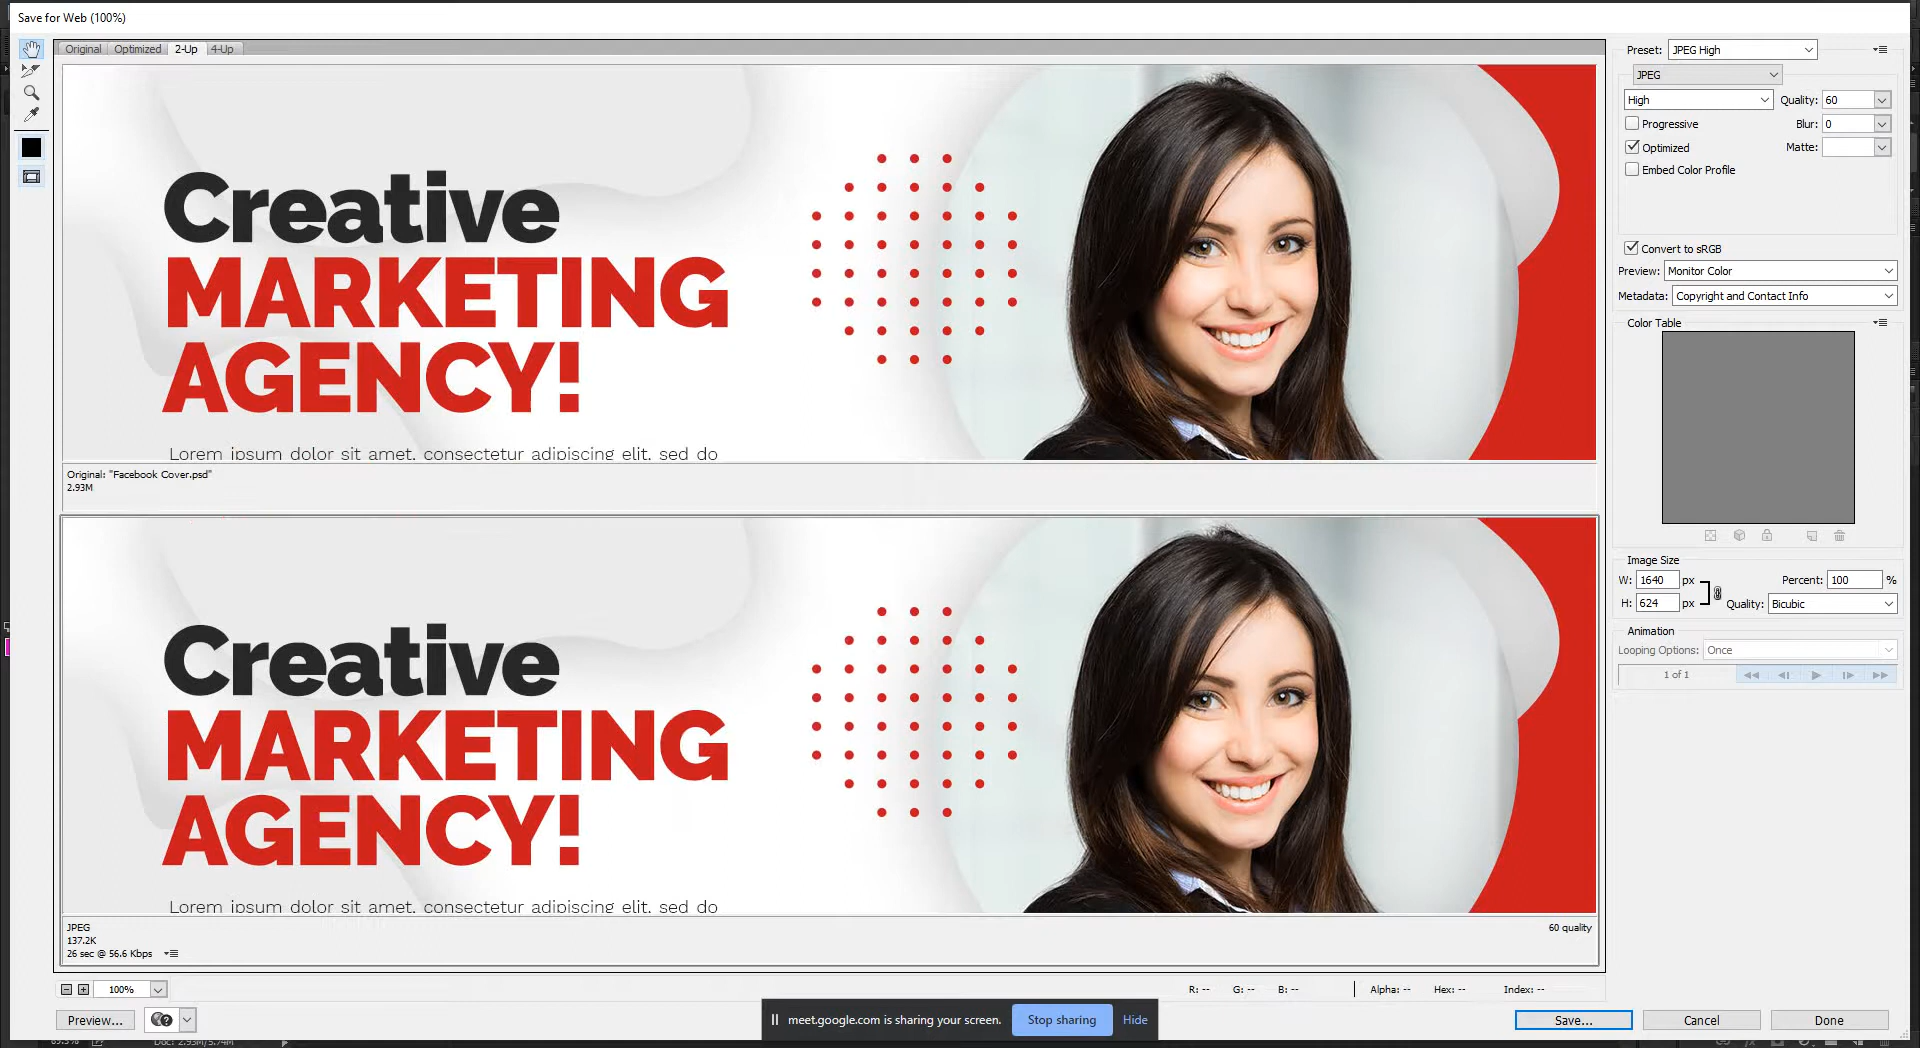 Save for Web (100%)
Original Optimized 2-Up 4-Up
Preset: JPEG High
JPEG
High Quality: 60
Progressive Blur: 0
Optimized Matte:
Embed Color Profile
Convert to sRGB
Preview: Monitor Color
Metadata: Copyright and Contact Info
Color Table
Creative
MARKETING
AGENCY!
Lorem ipsum dolor sit amet, consectetur adipiscing elit, sed do
Original: "Facebook Cover.psd"
2.93M
Creative
MARKETING
AGENCY!
Lorem ipsum dolor sit amet, consectetur adipiscing elit, sed do
JPEG
137.2K
26 sec @ 56.6 Kbps
60 quality
Image Size
W: 1640 px Percent: 100 %
H: 624 px Quality: Bicubic
Animation
Looping Options: Once
1 of 1
100%
R: -- G: -- B: -- Alpha: -- Hex: -- Index: --
Preview...
meet.google.com is sharing your screen. Stop sharing Hide
Save... Cancel Done